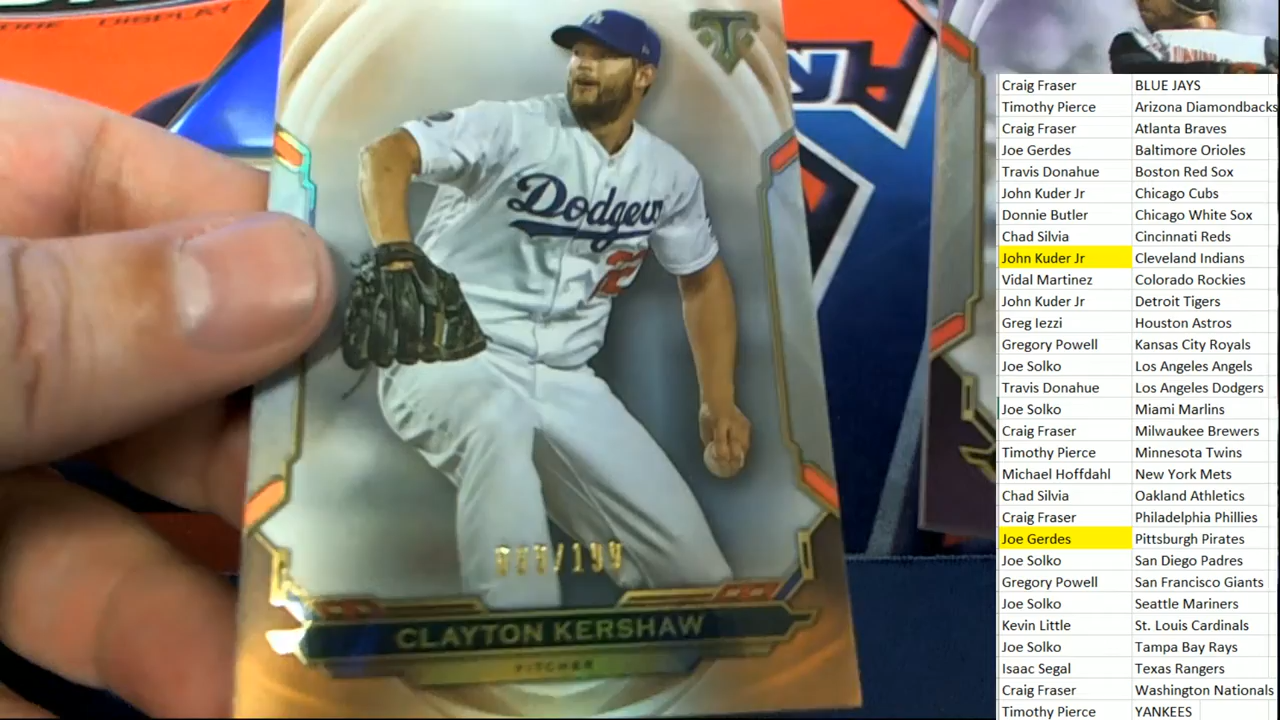 DISPLAY
Dodgers
22
/199
CLAYTON KERSHAW
PITCHER
Craig Fraser BLUE JAYS
Timothy Pierce Arizona Diamondbacks
Craig Fraser Atlanta Braves
Joe Gerdes Baltimore Orioles
Travis Donahue Boston Red Sox
John Kuder Jr Chicago Cubs
Donnie Butler Chicago White Sox
Chad Silvia Cincinnati Reds
John Kuder Jr Cleveland Indians
Vidal Martinez Colorado Rockies
John Kuder Jr Detroit Tigers
Greg Iezzi Houston Astros
Gregory Powell Kansas City Royals
Joe Solko Los Angeles Angels
Travis Donahue Los Angeles Dodgers
Joe Solko Miami Marlins
Craig Fraser Milwaukee Brewers
Timothy Pierce Minnesota Twins
Michael Hoffdahl New York Mets
Chad Silvia Oakland Athletics
Craig Fraser Philadelphia Phillies
Joe Gerdes Pittsburgh Pirates
Joe Solko San Diego Padres
Gregory Powell San Francisco Giants
Joe Solko Seattle Mariners
Kevin Little St. Louis Cardinals
Joe Solko Tampa Bay Rays
Isaac Segal Texas Rangers
Craig Fraser Washington Nationals
Timothy Pierce YANKEES